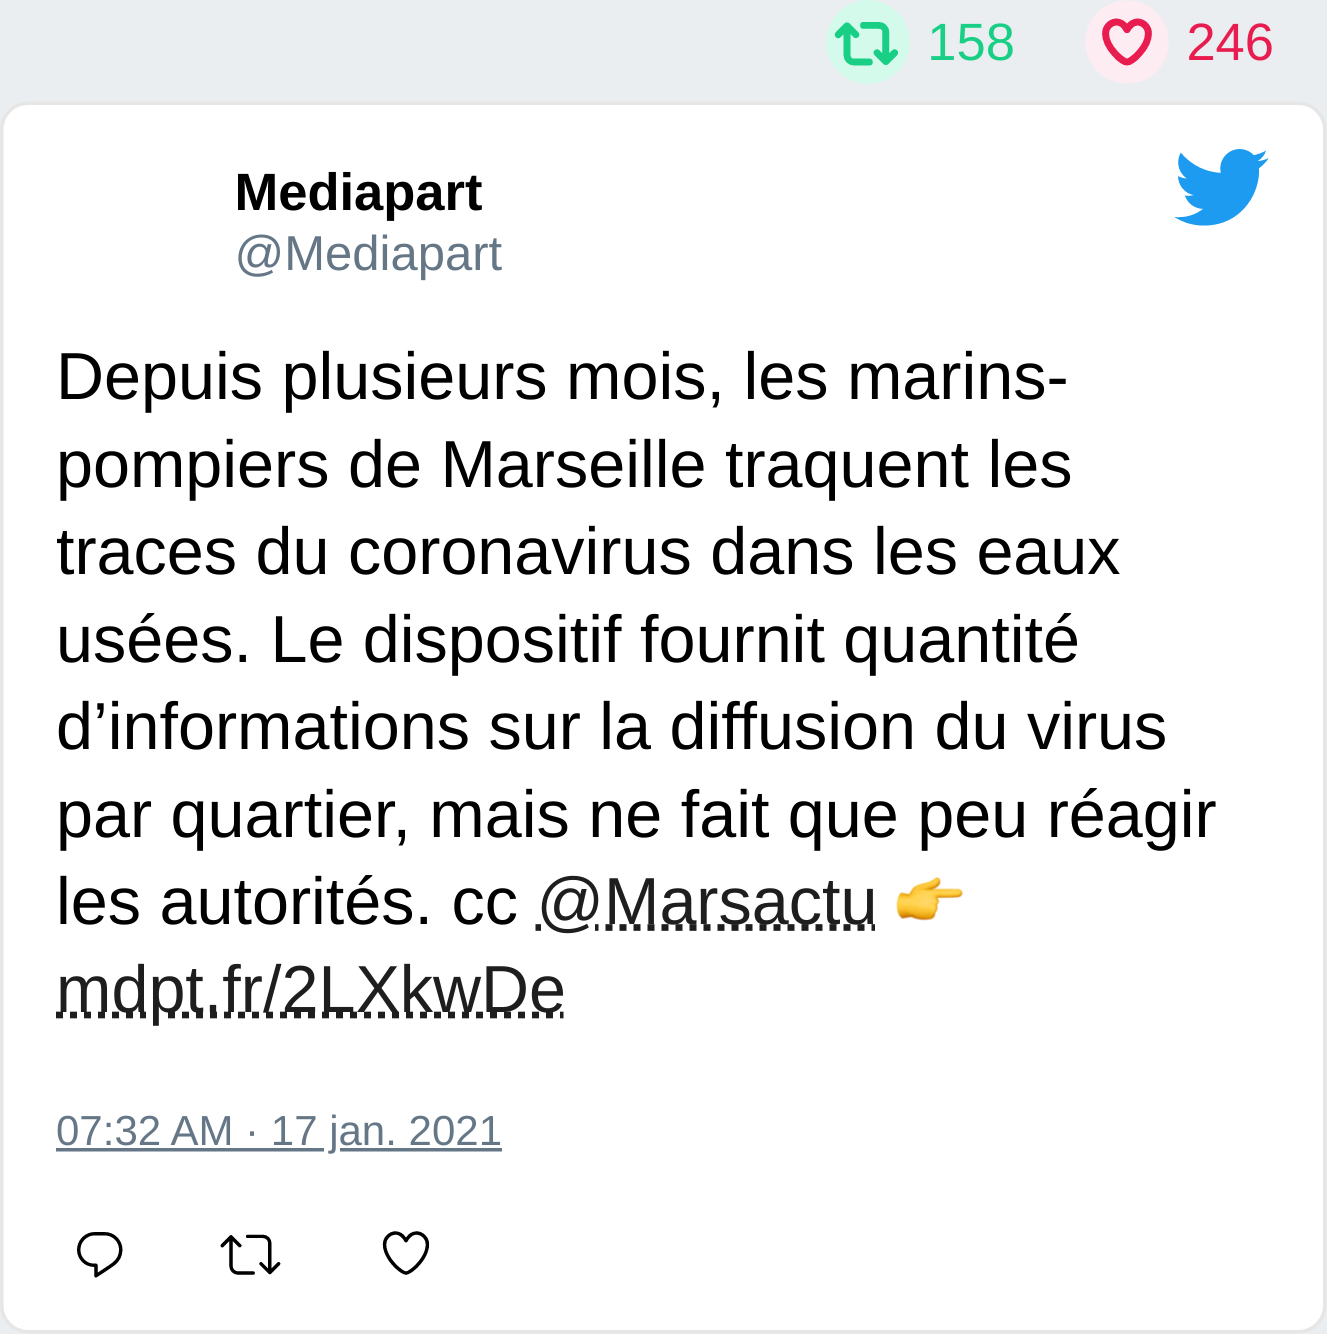 158 246
Mediapart
@Mediapart
Depuis plusieurs mois, les marins-
pompiers de Marseille traquent les
traces du coronavirus dans les eaux
usées. Le dispositif fournit quantité
d’informations sur la diffusion du virus
par quartier, mais ne fait que peu réagir
les autorités. cc @Marsactu 👉
mdpt.fr/2LXkwDe
07:32 AM · 17 jan. 2021